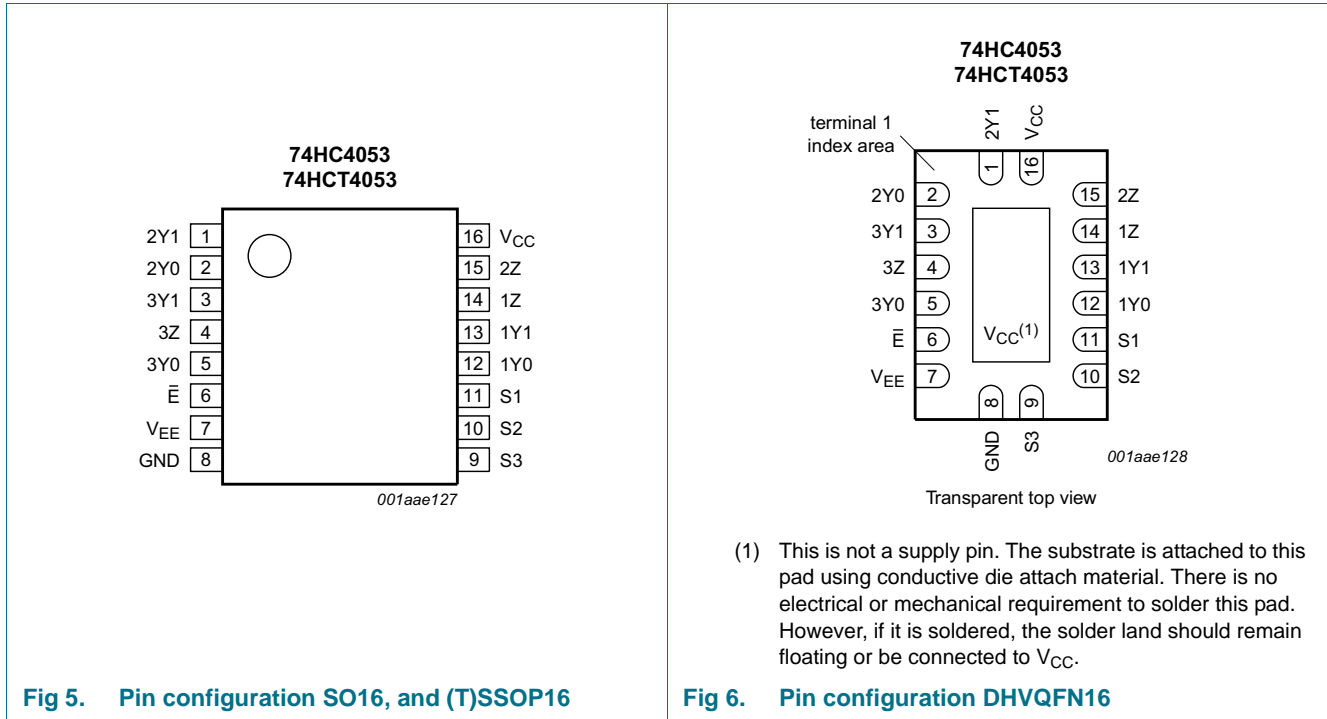 74HC4053
74HCT4053
2Y1 1
2Y0 2
3Y1 3
3Z 4
3Y0 5
E̅ 6
VEE 7
GND 8
16 VCC
15 2Z
14 1Z
13 1Y1
12 1Y0
11 S1
10 S2
9 S3
001aae127
Fig 5. Pin configuration SO16, and (T)SSOP16
74HC4053
74HCT4053
terminal 1
index area
2Y1
VCC
1
16
2Y0 2
3Y1 3
3Z 4
3Y0 5
E̅ 6
VEE 7
VCC(1)
15 2Z
14 1Z
13 1Y1
12 1Y0
11 S1
10 S2
8
9
GND
S3
001aae128
Transparent top view
(1) This is not a supply pin. The substrate is attached to this
pad using conductive die attach material. There is no
electrical or mechanical requirement to solder this pad.
However, if it is soldered, the solder land should remain
floating or be connected to VCC.
Fig 6. Pin configuration DHVQFN16